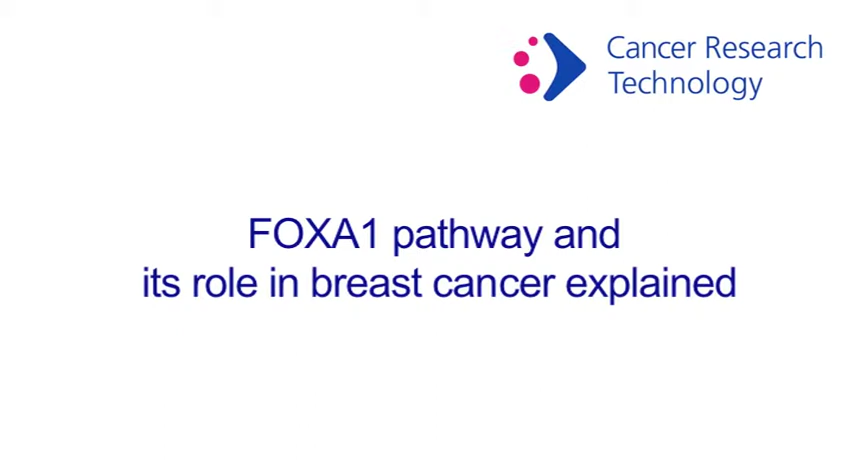 Cancer Research
Technology
FOXA1 pathway and
its role in breast cancer explained